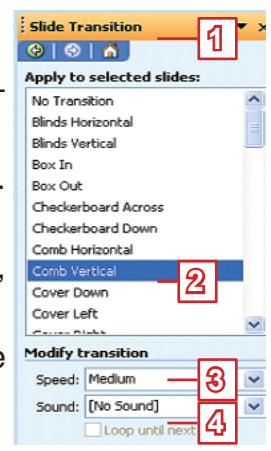 Slide Transition
1
Apply to selected slides:
No Transition
Blinds Horizontal
Blinds Vertical
Box In
Box Out
Checkerboard Across
Checkerboard Down
Comb Horizontal
Comb Vertical
2
Cover Down
Cover Left
Cover Right
Modify transition
Speed: Medium
3
Sound: [No Sound]
4
Loop until next